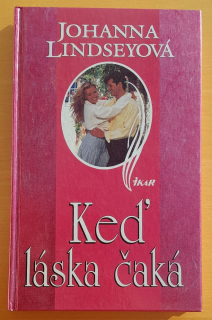 JOHANNA
LINDSEYOVÁ
IKAR
Keď
láska čaká